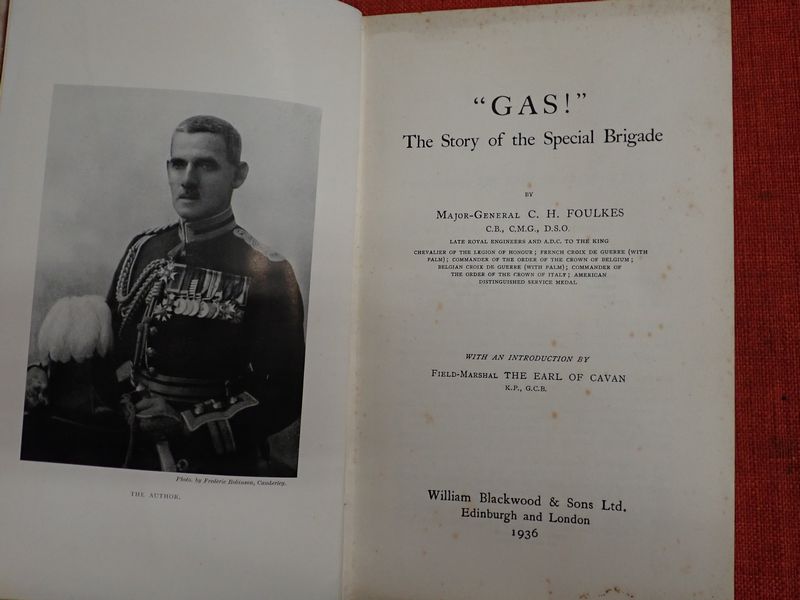 Photo. by Frederic Robinson, Camberley.
THE AUTHOR.
"GAS!"
The Story of the Special Brigade
BY
MAJOR-GENERAL C. H. FOULKES
C.B., C.M.G., D.S.O.
LATE ROYAL ENGINEERS AND A.D.C. TO THE KING
CHEVALIER OF THE LEGION OF HONOUR; FRENCH CROIX DE GUERRE (WITH
PALM); COMMANDER OF THE ORDER OF THE CROWN OF BELGIUM;
BELGIAN CROIX DE GUERRE (WITH PALM); COMMANDER OF
THE ORDER OF THE CROWN OF ITALY; AMERICAN
DISTINGUISHED SERVICE MEDAL
WITH AN INTRODUCTION BY
FIELD-MARSHAL THE EARL OF CAVAN
K.P., G.C.B.
William Blackwood & Sons Ltd.
Edinburgh and London
1936